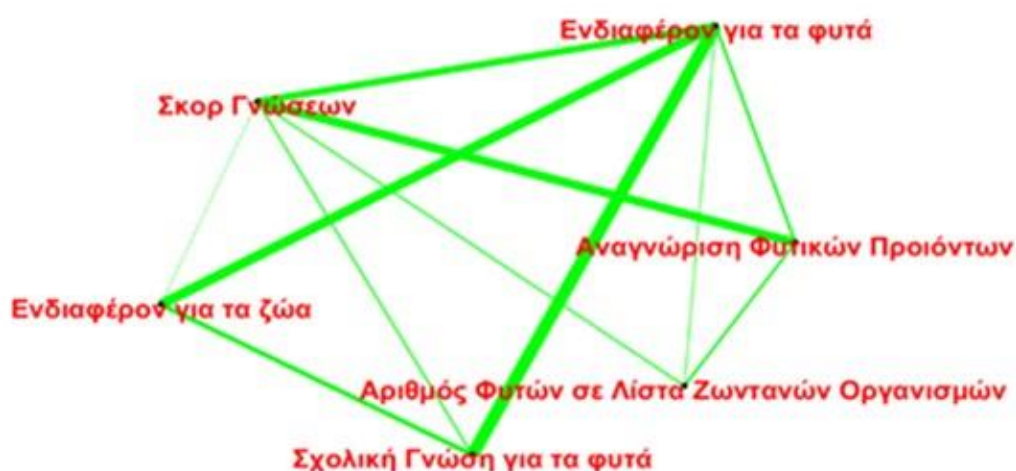 Ενδιαφέρον για τα φυτά
Σκορ Γνώσεων
Αναγνώριση Φυτικών Προιόντων
Ενδιαφέρον για τα ζώα
Αριθμός Φυτών σε Λίστα Ζωντανών Οργανισμών
Σχολική Γνώση για τα φυτά